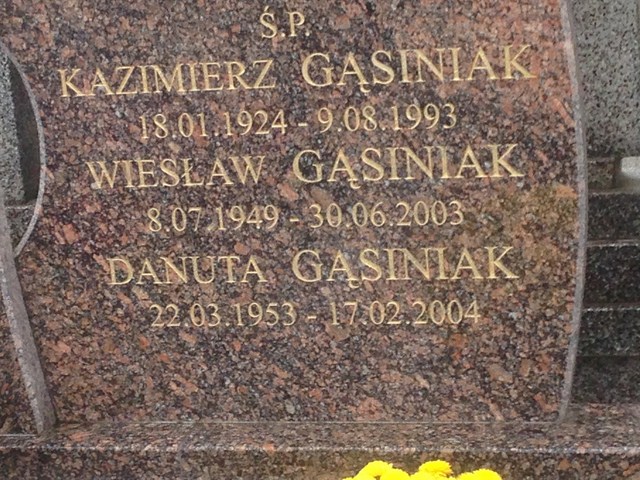 Ś.P.
KAZIMIERZ GĄSINIAK
18.01.1924 - 9.08.1993
WIESŁAW GĄSINIAK
8.07.1949 - 30.06.2003
DANUTA GĄSINIAK
22.03.1953 - 17.02.2004